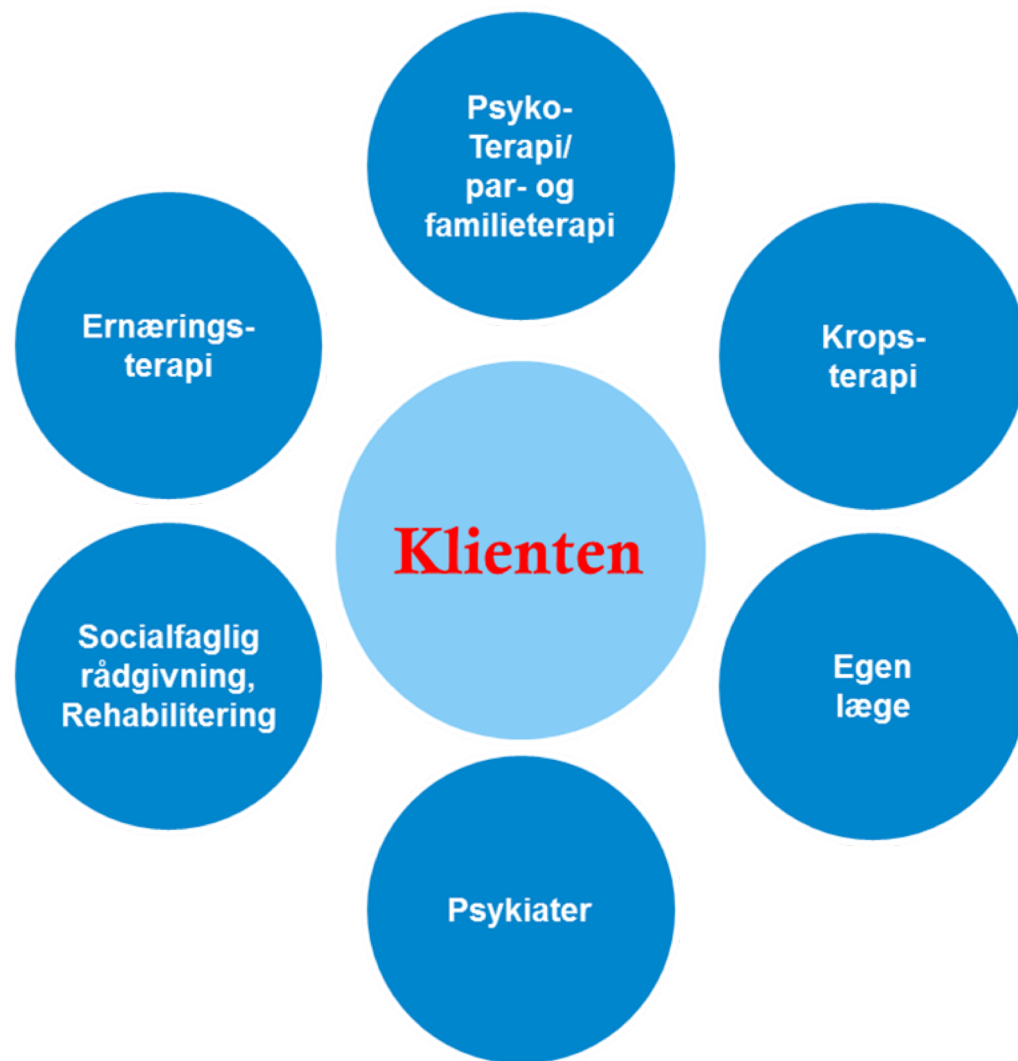 Psyko-
Terapi/
par- og
familieterapi
Krops-
terapi
Egen
læge
Psykiater
Socialfaglig
rådgivning,
Rehabilitering
Ernærings-
terapi
Klienten